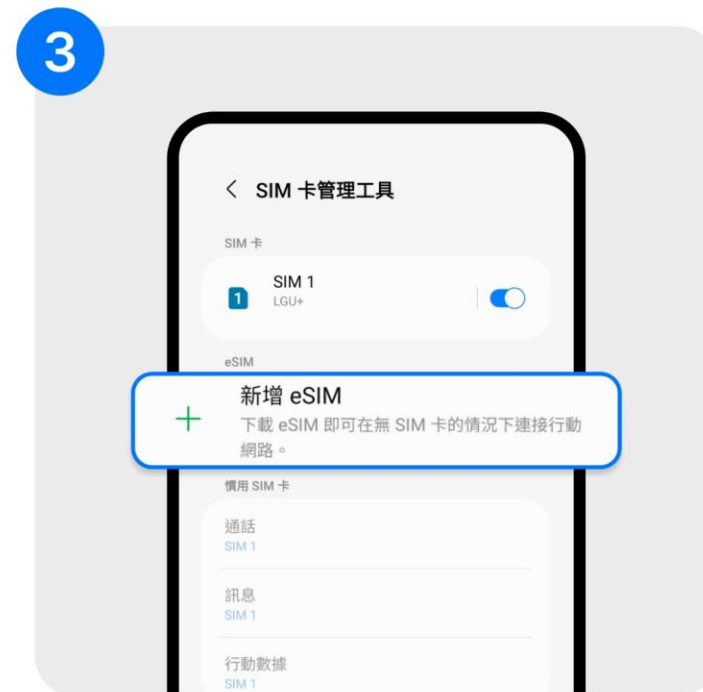 3
SIM 卡管理工具
SIM 卡
1
SIM 1
LGU+
eSIM
新增 eSIM
下載 eSIM 即可在無 SIM 卡的情況下連接行動
網路。
慣用 SIM 卡
通話
SIM 1
訊息
SIM 1
行動數據
SIM 1